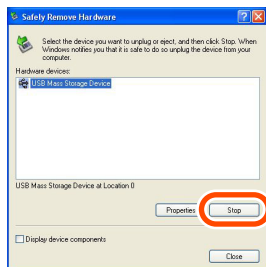 Safely Remove Hardware
Select the device you want to unplug or eject, and then click Stop. When
Windows notifies you that it is safe to do so unplug the device from your
computer.
Hardware devices:
USB Mass Storage Device
USB Mass Storage Device at Location 0
Properties Stop
Display device components
Close